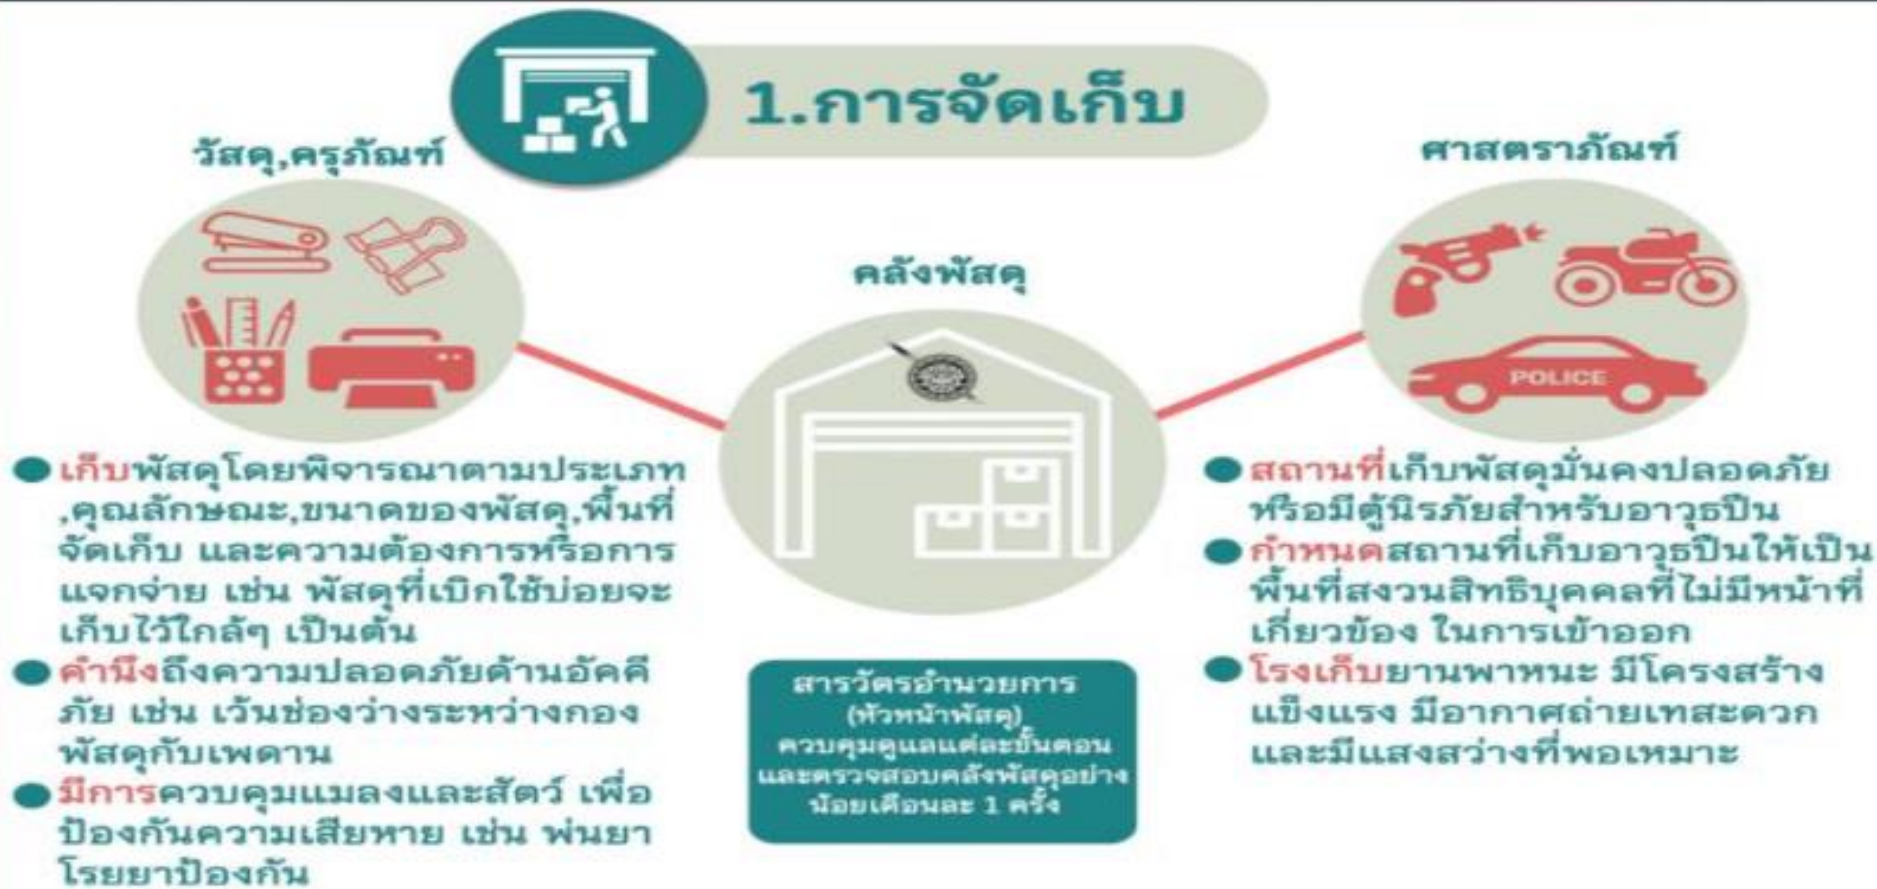 1.การจัดเก็บ
วัสดุ,ครุภัณฑ์
เก็บพัสดุโดยพิจารณาตามประเภท
,คุณลักษณะ,ขนาดของพัสดุ,พื้นที่
จัดเก็บ และความต้องการหรือการ
แจกจ่าย เช่น พัสดุที่เบิกใช้บ่อยจะ
เก็บไว้ใกล้ๆ เป็นต้น
คำนึงถึงความปลอดภัยด้านอัคคี
ภัย เช่น เว้นช่องว่างระหว่างกอง
พัสดุกับเพดาน
มีการควบคุมแมลงและสัตว์ เพื่อ
ป้องกันความเสียหาย เช่น พ่นยา
โรยยาป้องกัน
คลังพัสดุ
สารวัตรอำนวยการ
(หัวหน้าพัสดุ)
ควบคุมดูแลแต่ละขั้นตอน
และตรวจสอบคลังพัสดุอย่าง
น้อยเดือนละ 1 ครั้ง
ศาสตราภัณฑ์
POLICE
สถานที่เก็บพัสดุมั่นคงปลอดภัย
หรือมีตู้นิรภัยสำหรับอาวุธปืน
กำหนดสถานที่เก็บอาวุธปืนให้เป็น
พื้นที่สงวนสิทธิบุคคลที่ไม่มีหน้าที่
เกี่ยวข้อง ในการเข้าออก
โรงเก็บยานพาหนะ มีโครงสร้าง
แข็งแรง มีอากาศถ่ายเทสะดวก
และมีแสงสว่างที่พอเหมาะ